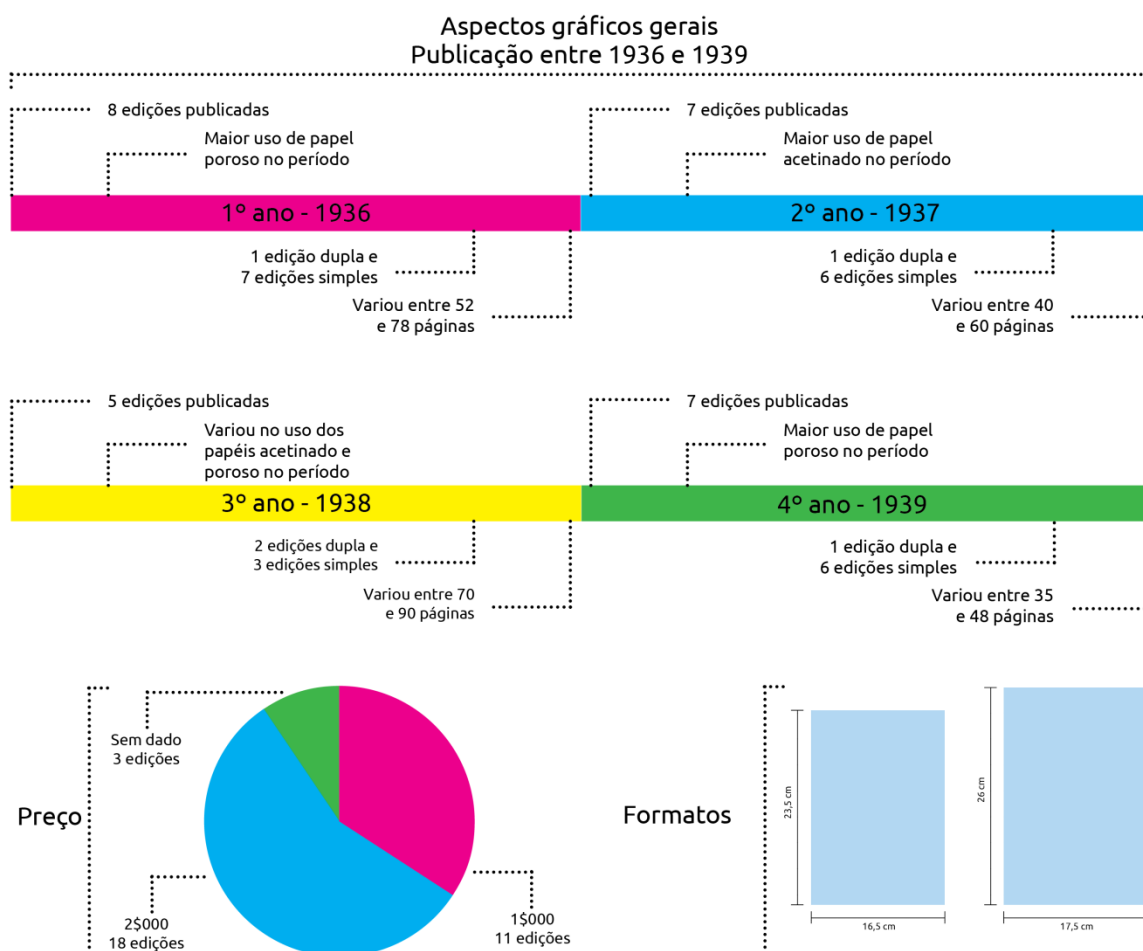 Aspectos gráficos gerais
Publicação entre 1936 e 1939
8 edições publicadas
Maior uso de papel
poroso no período
1º ano - 1936
1 edição dupla e
7 edições simples
Variou entre 52
e 78 páginas
7 edições publicadas
Maior uso de papel
acetinado no período
2º ano - 1937
1 edição dupla e
6 edições simples
Variou entre 40
e 60 páginas
5 edições publicadas
Variou no uso dos
papéis acetinado e
poroso no período
3º ano - 1938
2 edições dupla e
3 edições simples
Variou entre 70
e 90 páginas
7 edições publicadas
Maior uso de papel
poroso no período
4º ano - 1939
1 edição dupla e
6 edições simples
Variou entre 35
e 48 páginas
Preço
Sem dado
3 edições
2$000
18 edições
1$000
11 edições
Formatos
23,5 cm
16,5 cm
26 cm
17,5 cm